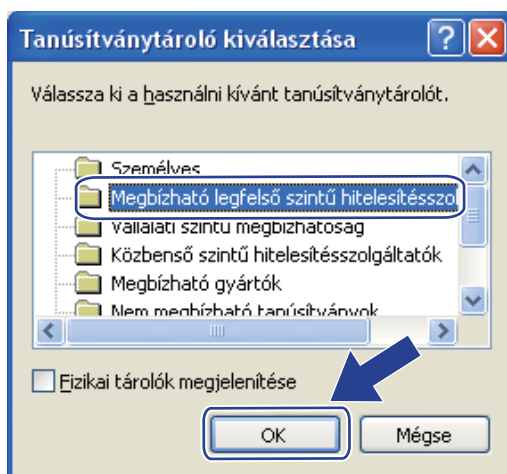 Tanúsítványtároló kiválasztása
Válassza ki a használni kívánt tanúsítványtárolót.
Személyes
Megbízható legfelső szintű hitelesítésszol
Vállalati szintű megbízhatóság
Közbenső szintű hitelesítésszolgáltatók
Megbízható gyártók
Nem megbízható tanúsítványok
Fizikai tárolók megjelenítése
OK
Mégse